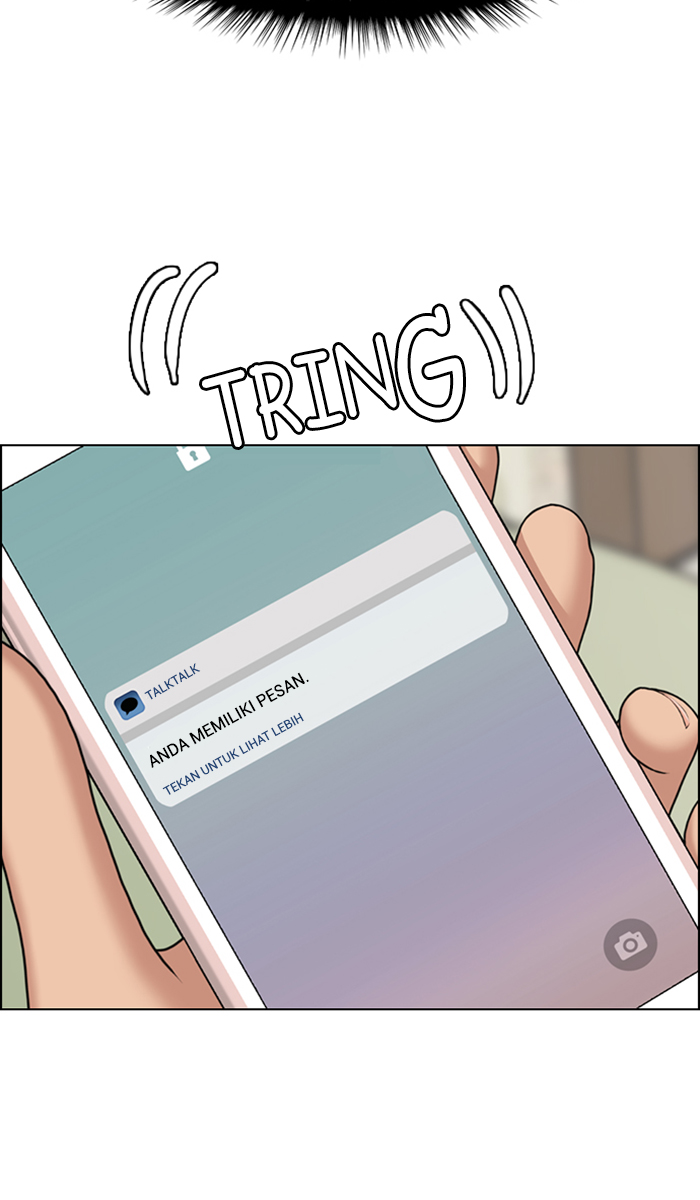 TRING
TALKTALK
ANDA MEMILIKI PESAN.
TEKAN UNTUK LIHAT LEBIH